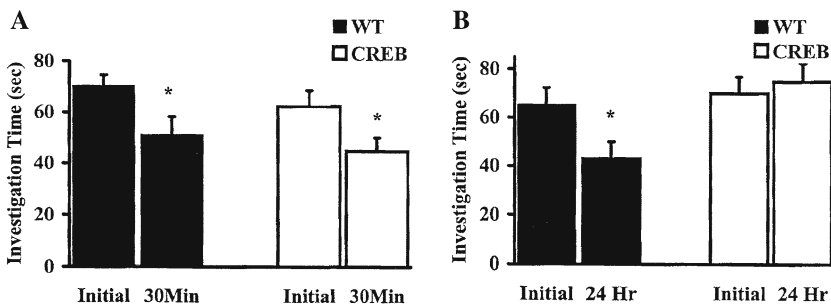 A
WT
CREB
Investigation Time (sec)
80
60
40
20
0
Initial 30Min Initial 30Min
*
*
B
WT
CREB
Investigation Time (sec)
80
60
40
20
0
Initial 24 Hr Initial 24 Hr
*